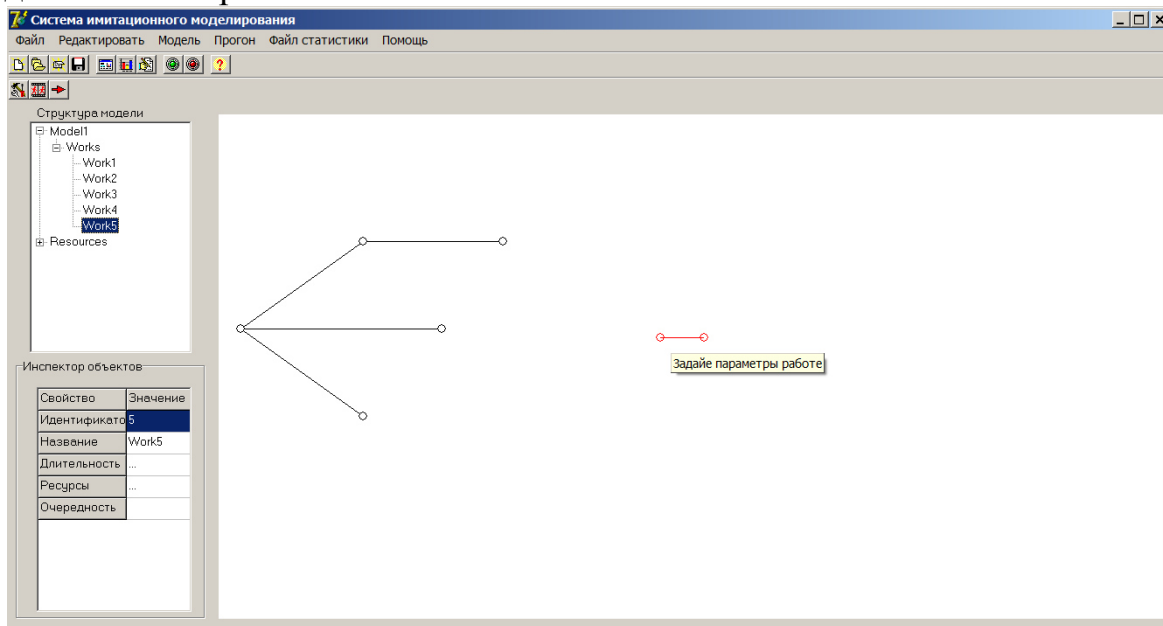 Система имитационного моделирования
Файл Редактировать Модель Прогон Файл статистики Помощь
Структура модели
Model1
Works
Work1
Work2
Work3
Work4
Work5
Resources
Задайе параметры работе
Инспектор объектов
Свойство Значение
Идентификато 5
Название Work5
Длительность ...
Ресурсы ...
Очередность